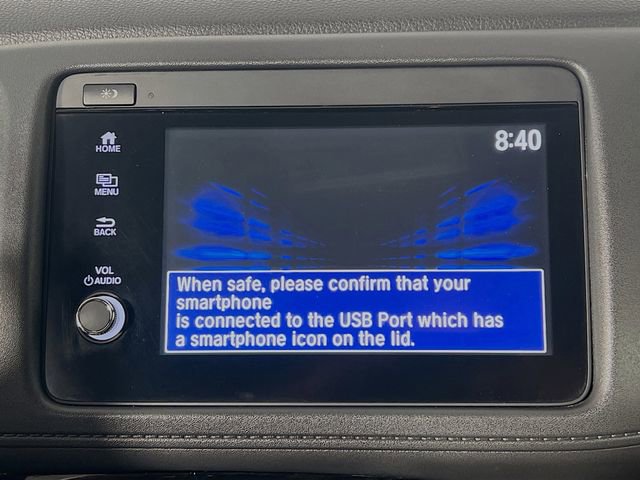 8:40
HOME
MENU
BACK
VOL
AUDIO
When safe, please confirm that your
smartphone
is connected to the USB Port which has
a smartphone icon on the lid.